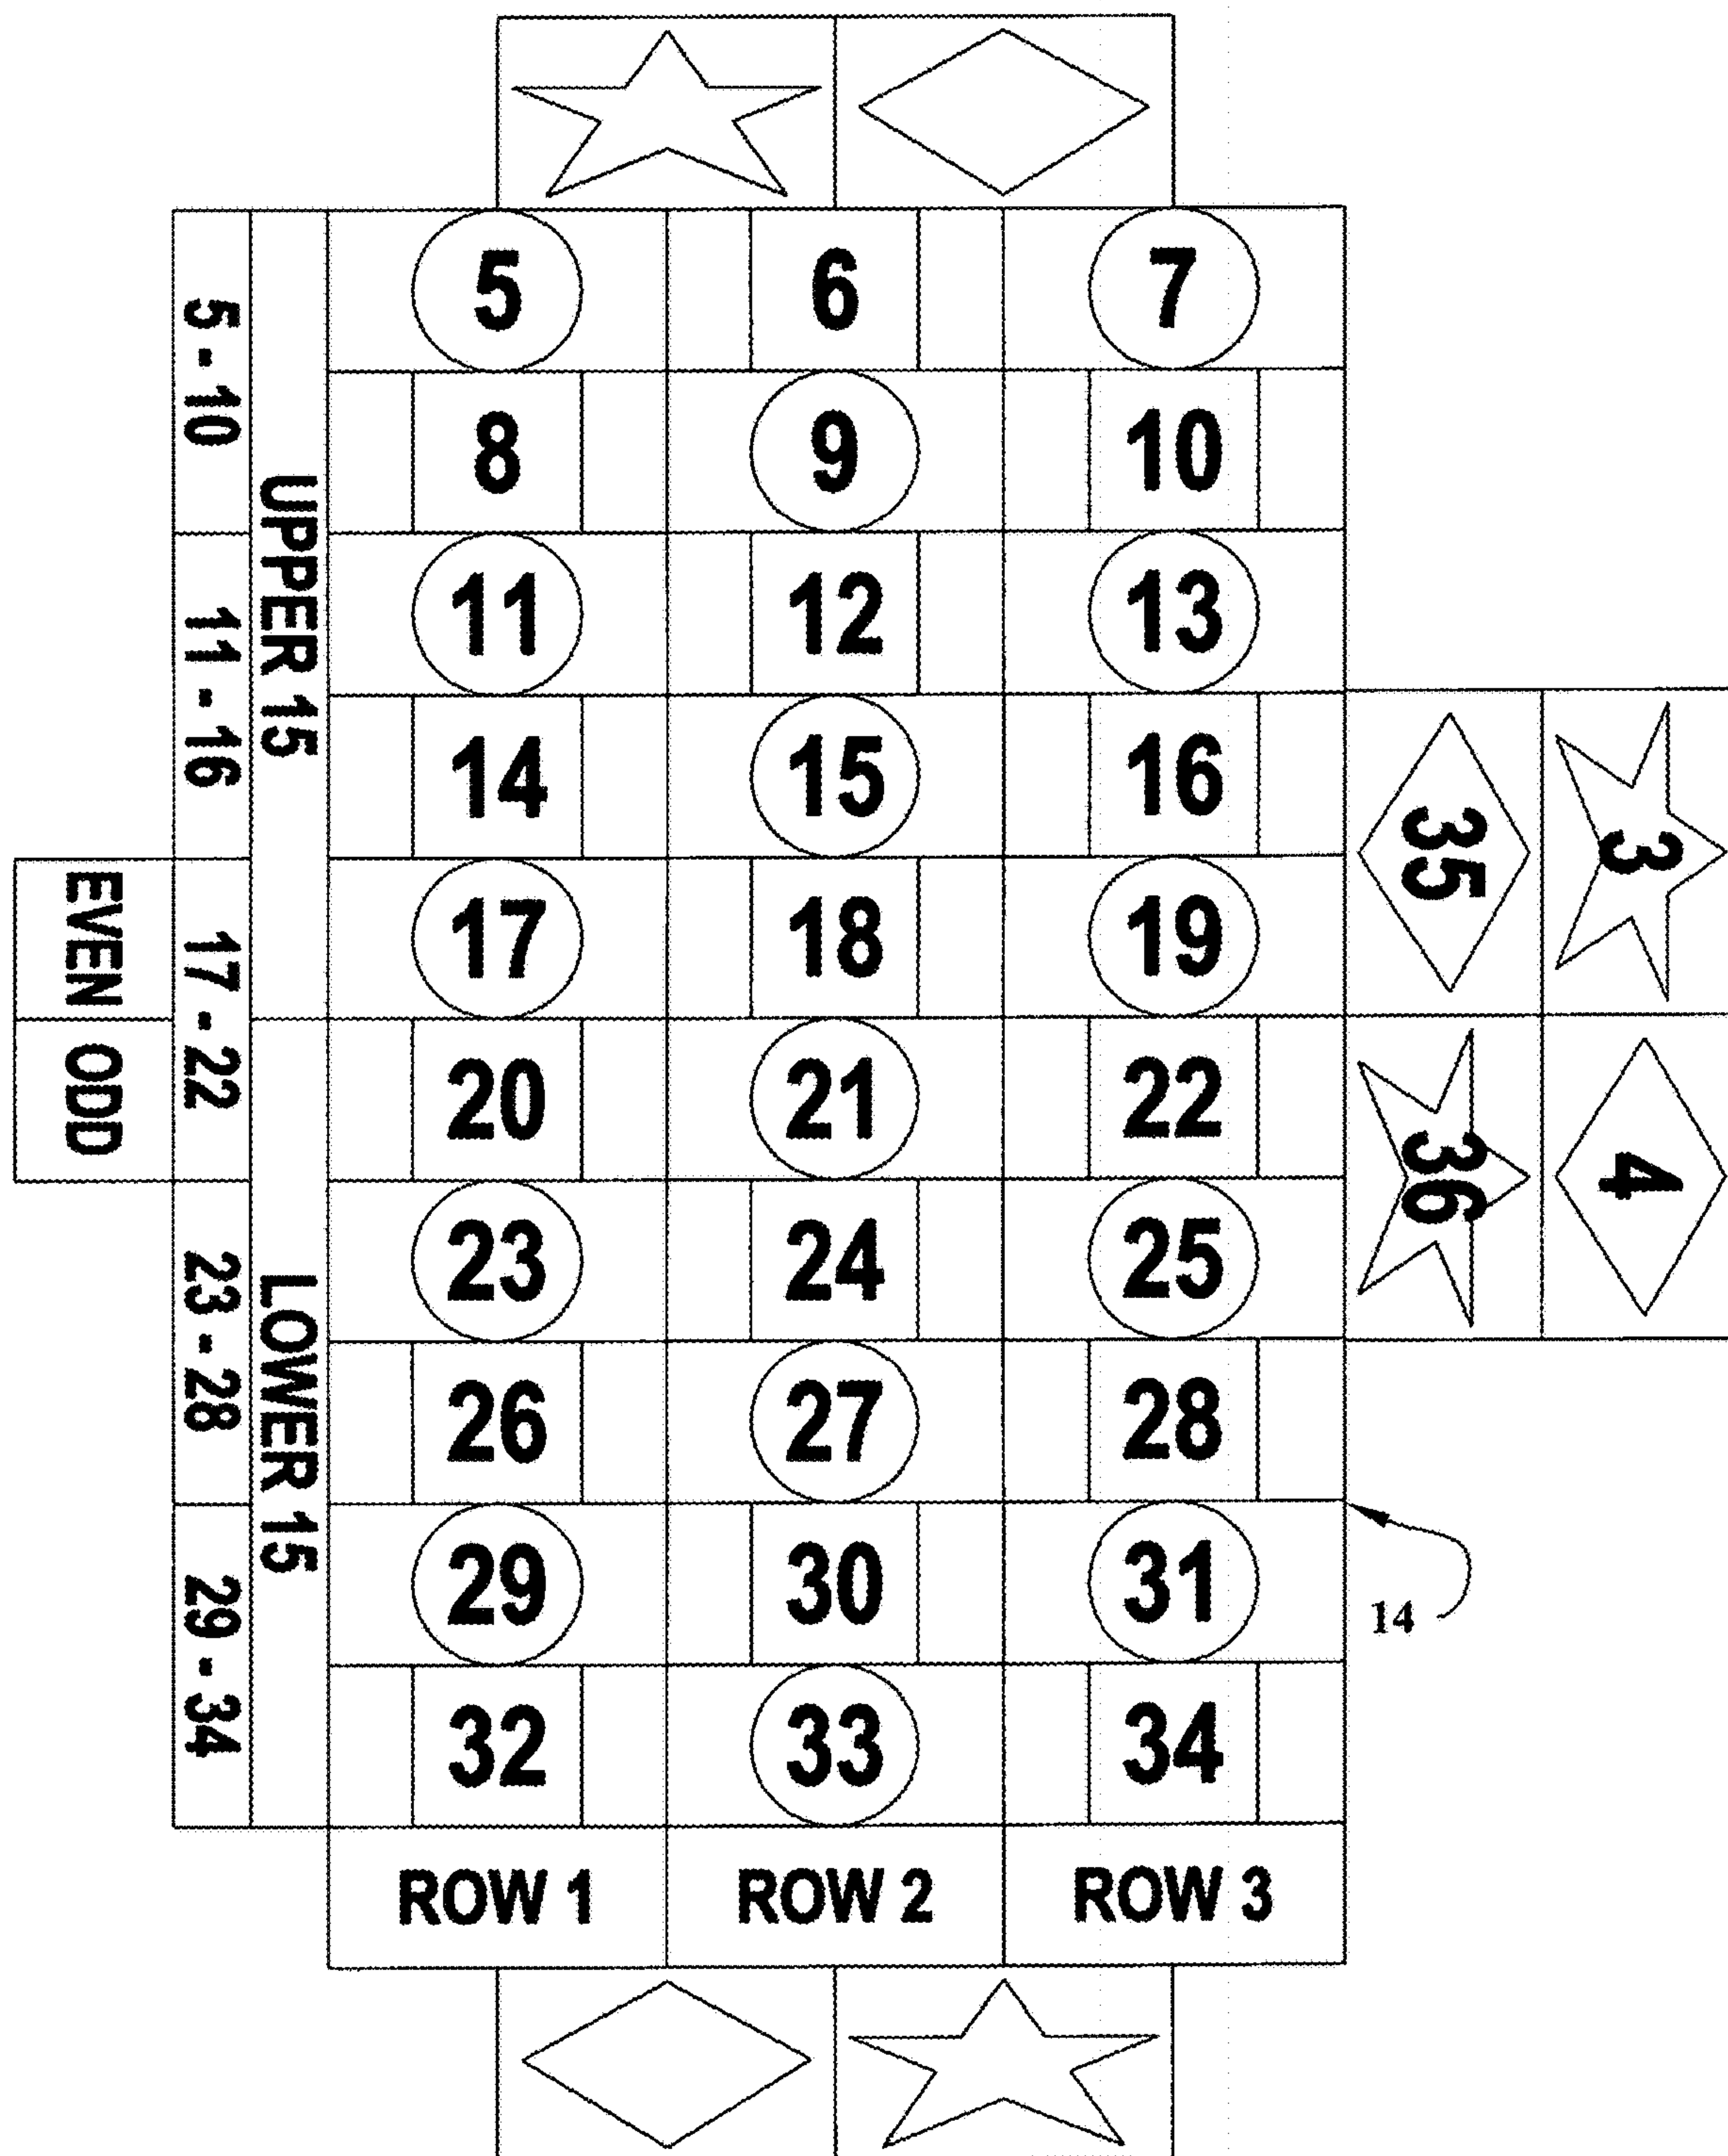 5 6 7
8 9 10
11 12 13
14 15 16
17 18 19
20 21 22
23 24 25
26 27 28
29 30 31
32 33 34
ROW 1 ROW 2 ROW 3
UPPER 15
LOWER 15
5 - 10
11 - 16
17 - 22
23 - 28
29 - 34
EVEN
ODD
3
4
35
36
14